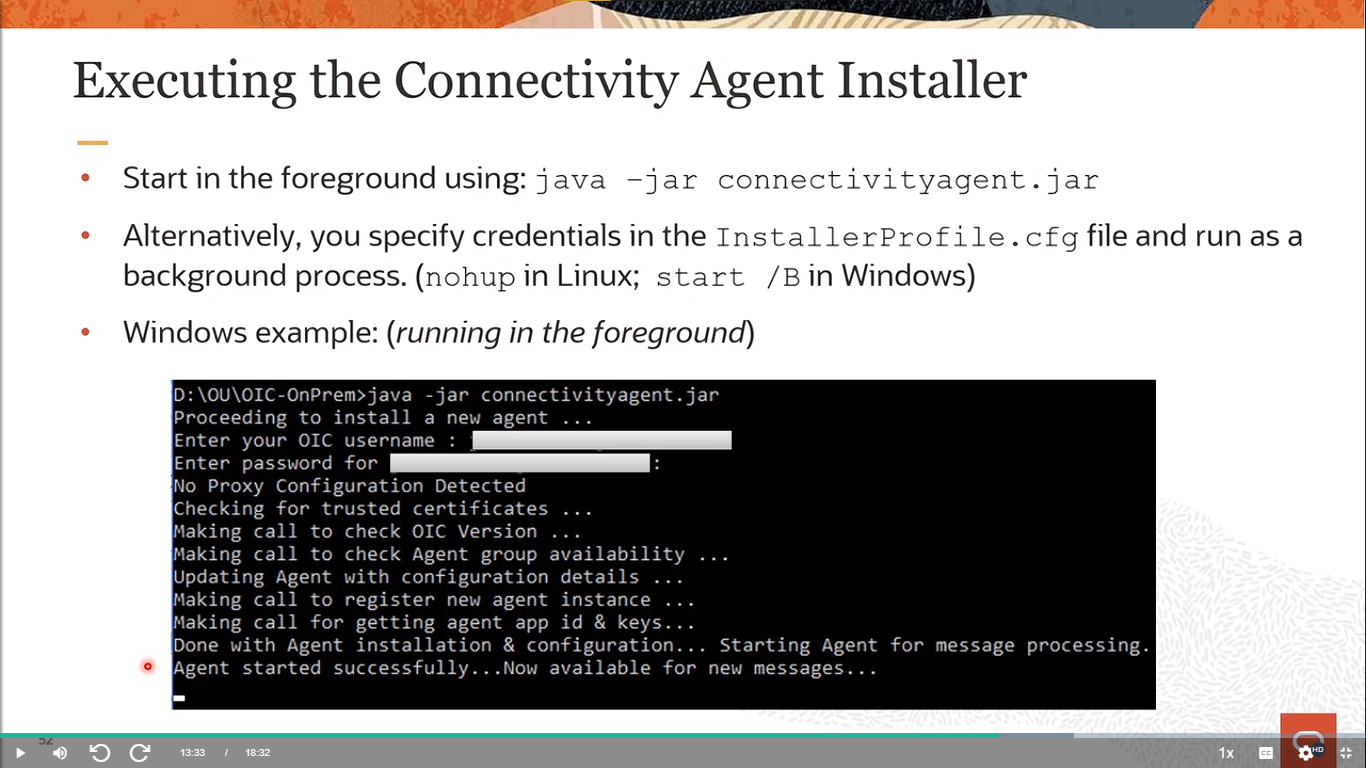 Executing the Connectivity Agent Installer
• Start in the foreground using: java –jar connectivityagent.jar
• Alternatively, you specify credentials in the InstallerProfile.cfg file and run as a
background process. (nohup in Linux; start /B in Windows)
• Windows example: (running in the foreground)
D:\OU\OIC-OnPrem>java -jar connectivityagent.jar
Proceeding to install a new agent ...
Enter your OIC username :
Enter password for :
No Proxy Configuration Detected
Checking for trusted certificates ...
Making call to check OIC Version ...
Making call to check Agent group availability ...
Updating Agent with configuration details ...
Making call to register new agent instance ...
Making call for getting agent app id & keys...
Done with Agent installation & configuration... Starting Agent for message processing.
Agent started successfully...Now available for new messages...
52
13:33 / 18:32 1x CC HD